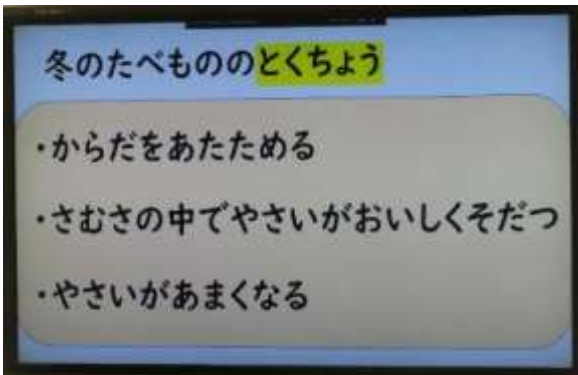 冬のたべもののとくちょう
・からだをあたためる
・さむさの中でやさいがおいしくそだつ
・やさいがあまくなる